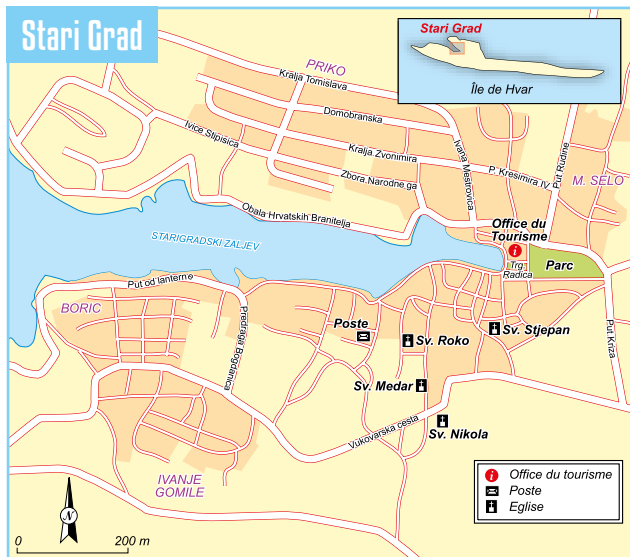 Stari Grad
Stari Grad
Île de Hvar
PRIKO
Kralja Tomislava
Domobranska
Ivice Stipišića
Kralja Zvonimira
Ivana Meštrovića
P. Kresimira IV
Put Rudine
M. SELO
Zbora Narodne ga
Obala Hrvatskih Branitelja
Office du
Tourisme
STARIGRADSKI ZALJEV
Trg
Radica
Parc
Put od lanterne
BORIC
Predraga Bogdanica
Poste
Sv. Roko
Sv. Stjepan
Put Kriza
Sv. Medar
Vukovarska cesta
Sv. Nikola
IVANJE
GOMILE
Office du tourisme
Poste
Eglise
N
0
200 m